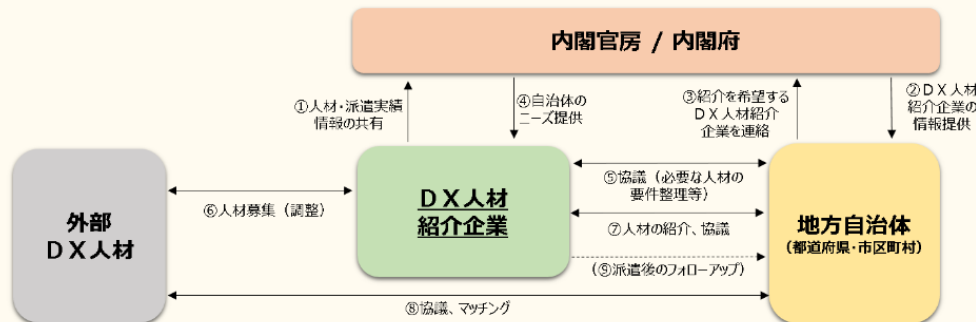 内閣官房 / 内閣府
①人材・派遣実績
情報の共有
④自治体の
ニーズ提供
③紹介を希望する
DX人材紹介
企業を連絡
②DX人材
紹介企業の
情報提供
外部
DX人材
⑥人材募集（調整）
DX人材
紹介企業
⑤協議（必要な人材の
要件整理等）
⑦人材の紹介、協議
（⑨派遣後のフォローアップ）
地方自治体
（都道府県・市区町村）
⑧協議、マッチング